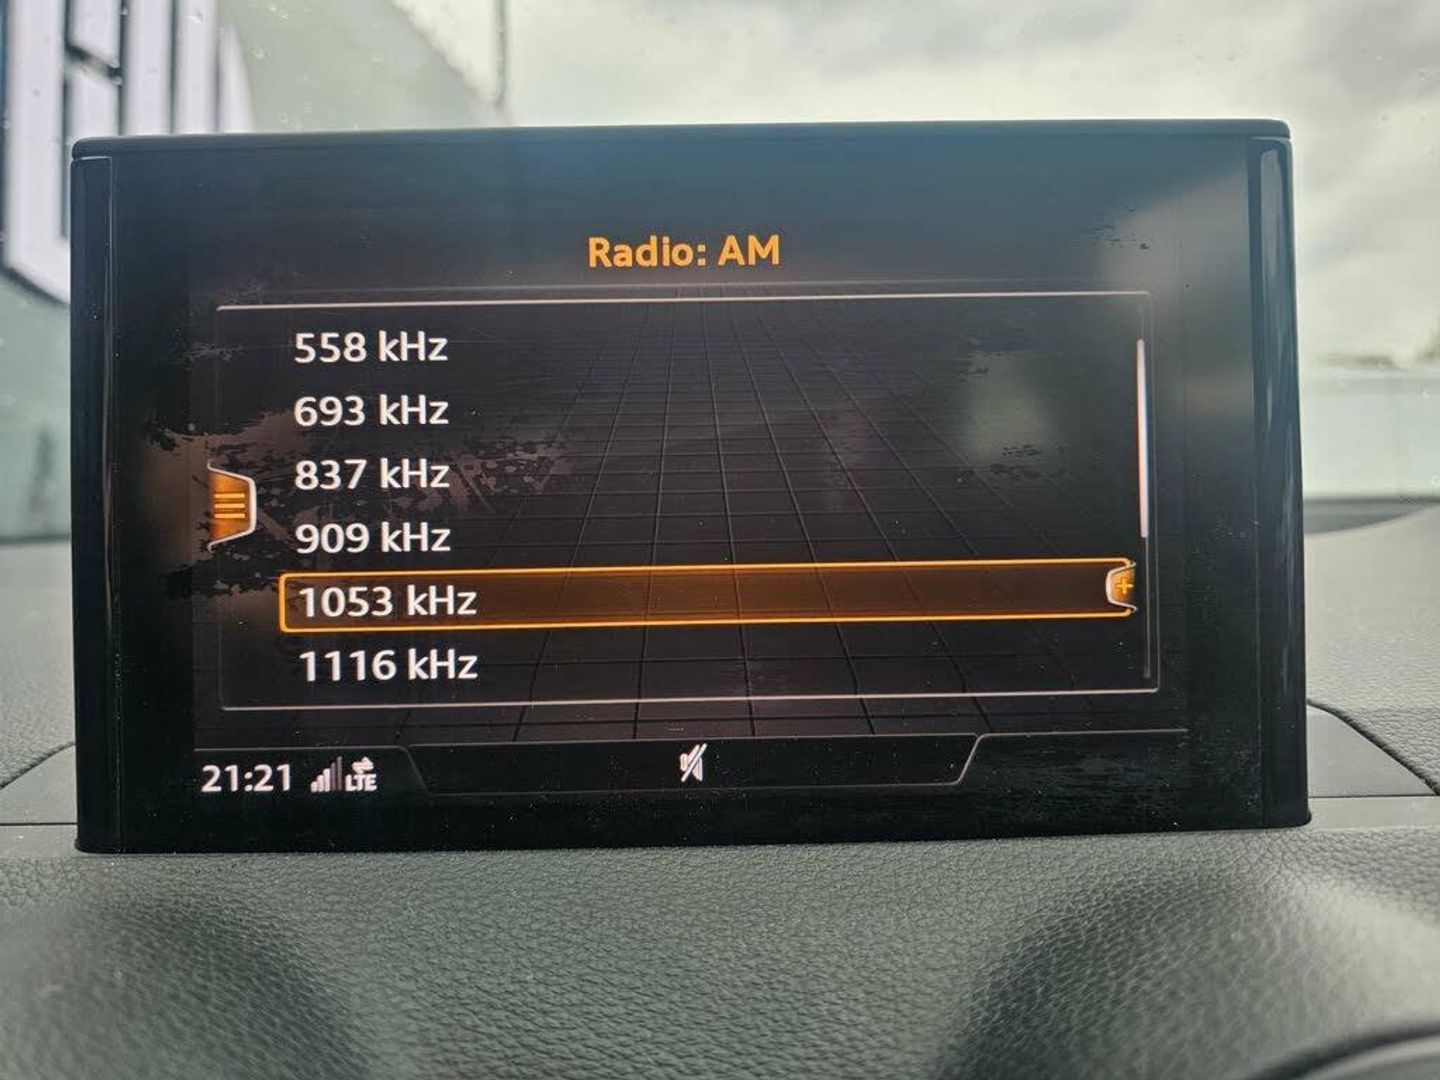 Radio: AM
558 kHz
693 kHz
837 kHz
909 kHz
1053 kHz
1116 kHz
21:21 LTE